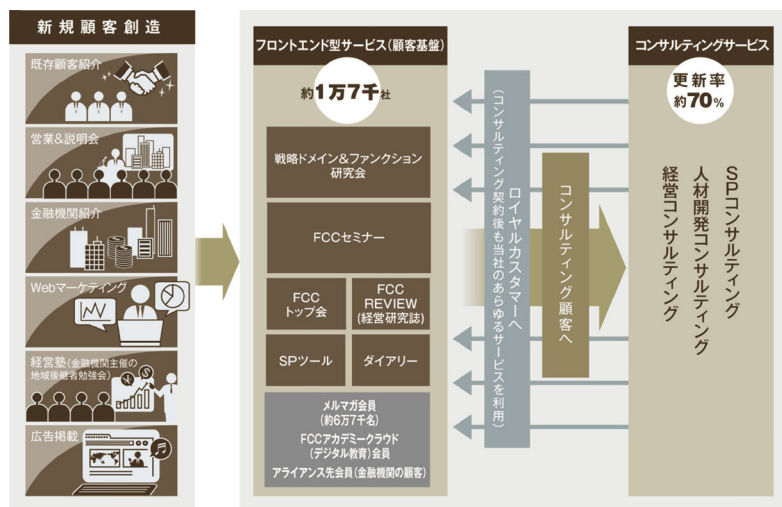 新規顧客創造
既存顧客紹介
営業&説明会
金融機関紹介
Webマーケティング
経営塾(金融機関主催の
地域後継者勉強会)
広告掲載
フロントエンド型サービス(顧客基盤)
約1万7千社
戦略ドメイン&ファンクション
研究会
FCCセミナー
FCC
トップ会
FCC
REVIEW
(経営研究誌)
SPツール
ダイアリー
メルマガ会員
(約6万7千名)
FCCアカデミークラウド
(デジタル教育)会員
アライアンス先会員(金融機関の顧客)
ロイヤルカスタマーへ
(コンサルティング契約後も当社のあらゆるサービスを利用)
コンサルティング顧客へ
コンサルティングサービス
更新率
約70%
SPコンサルティング
人材開発コンサルティング
経営コンサルティング